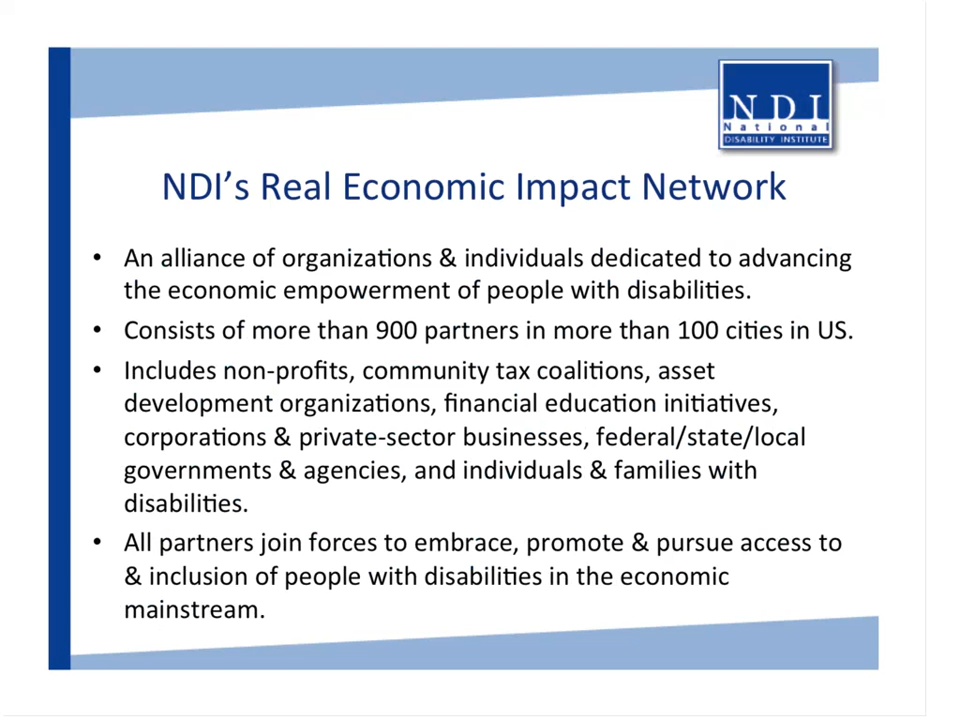 NDI
National
DISABILITY INSTITUTE
NDI’s Real Economic Impact Network
• An alliance of organizations & individuals dedicated to advancing
the economic empowerment of people with disabilities.
• Consists of more than 900 partners in more than 100 cities in US.
• Includes non-profits, community tax coalitions, asset
development organizations, financial education initiatives,
corporations & private-sector businesses, federal/state/local
governments & agencies, and individuals & families with
disabilities.
• All partners join forces to embrace, promote & pursue access to
& inclusion of people with disabilities in the economic
mainstream.